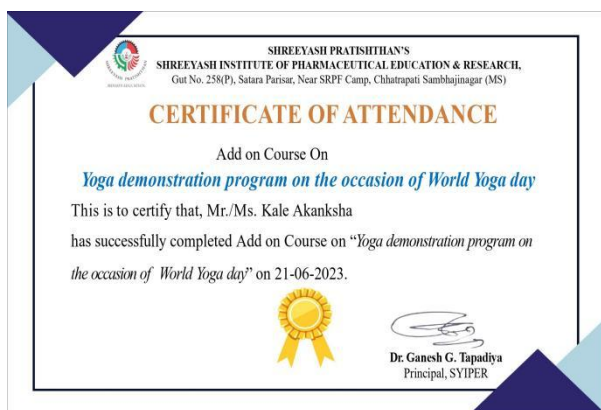 SHREEYASH PRATISHTHAN'S
SHREEYASH INSTITUTE OF PHARMACEUTICAL EDUCATION & RESEARCH,
Gut No. 258(P), Satara Parisar, Near SRPF Camp, Chhatrapati Sambhajinagar (MS)
CERTIFICATE OF ATTENDANCE
Add on Course On
Yoga demonstration program on the occasion of World Yoga day
This is to certify that, Mr./Ms. Kale Akanksha
has successfully completed Add on Course on “Yoga demonstration program on
the occasion of World Yoga day” on 21-06-2023.
Dr. Ganesh G. Tapadiya
Principal, SYIPER